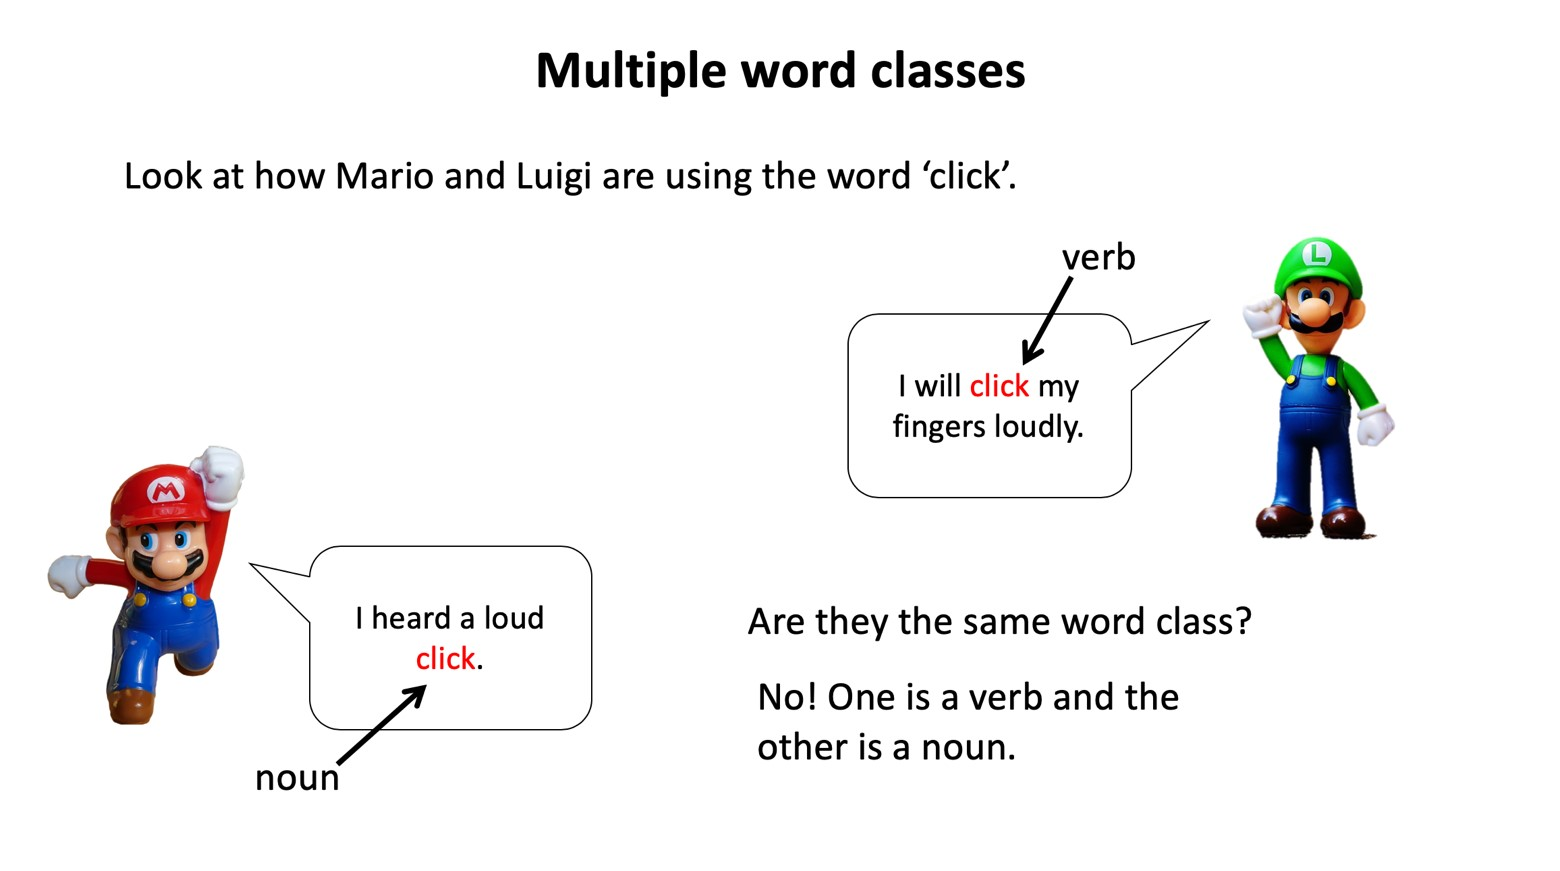 Multiple word classes
Look at how Mario and Luigi are using the word ‘click’.
verb
L
I will click my
fingers loudly.
M
I heard a loud
click.
noun
Are they the same word class?
No! One is a verb and the
other is a noun.